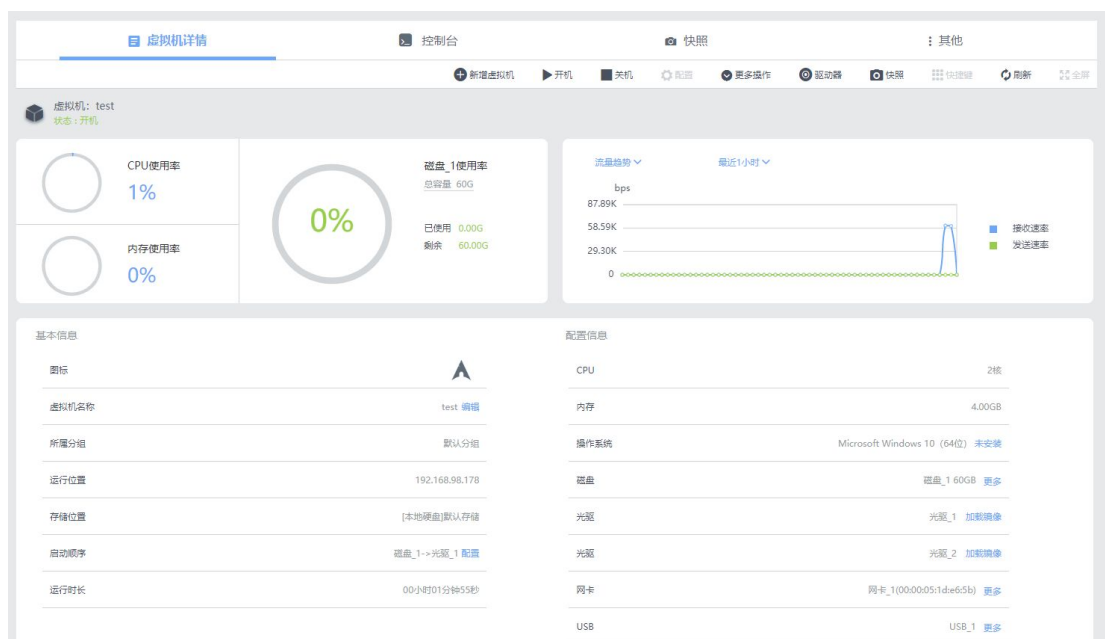 虚拟机详情 控制台 快照 其他
新增虚拟机 开机 关机 配置 更多操作 驱动器 快照 快捷键 刷新 全屏
虚拟机: test
状态：开机
CPU使用率
1%
内存使用率
0%
0%
磁盘_1使用率
总容量 60G
已使用 0.00G
剩余 60.00G
流量趋势 最近1小时
bps
87.89K
58.59K
29.30K
0
接收速率
发送速率
基本信息
图标
虚拟机名称 test 编辑
所属分组 默认分组
运行位置 192.168.98.178
存储位置 [本地硬盘]默认存储
启动顺序 磁盘_1->光驱_1 配置
运行时长 00小时01分钟55秒
配置信息
CPU 2核
内存 4.00GB
操作系统 Microsoft Windows 10（64位） 未安装
磁盘 磁盘_1 60GB 更多
光驱 光驱_1 加载镜像
光驱 光驱_2 加载镜像
网卡 网卡_1(00:00:05:1d:e6:5b) 更多
USB USB_1 更多